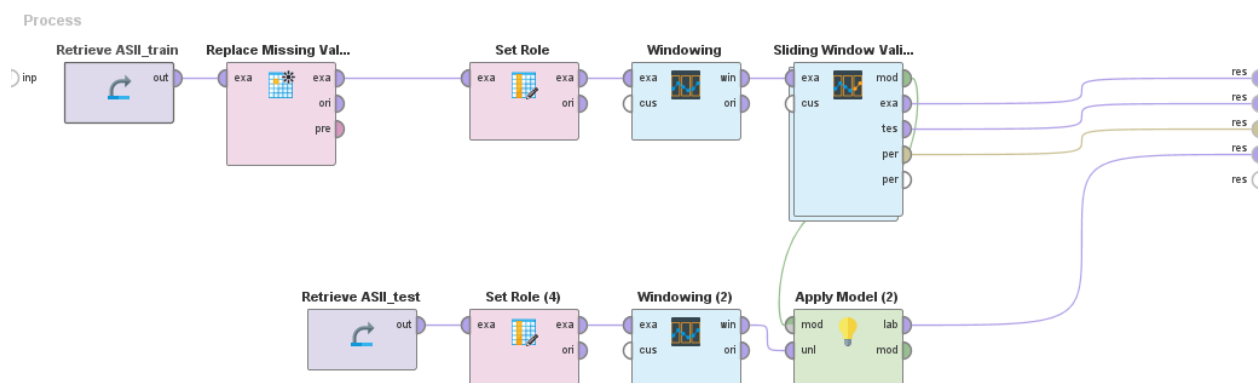 Process
Retrieve ASII_train
Replace Missing Val...
Set Role
Windowing
Sliding Window Vali...
inp
out
exa
exa
ori
pre
exa
exa
ori
exa
win
cus
ori
exa
mod
cus
exa
tes
per
per
res
res
res
res
res
Retrieve ASII_test
Set Role (4)
Windowing (2)
Apply Model (2)
out
exa
exa
ori
exa
win
cus
ori
mod
lab
unl
mod